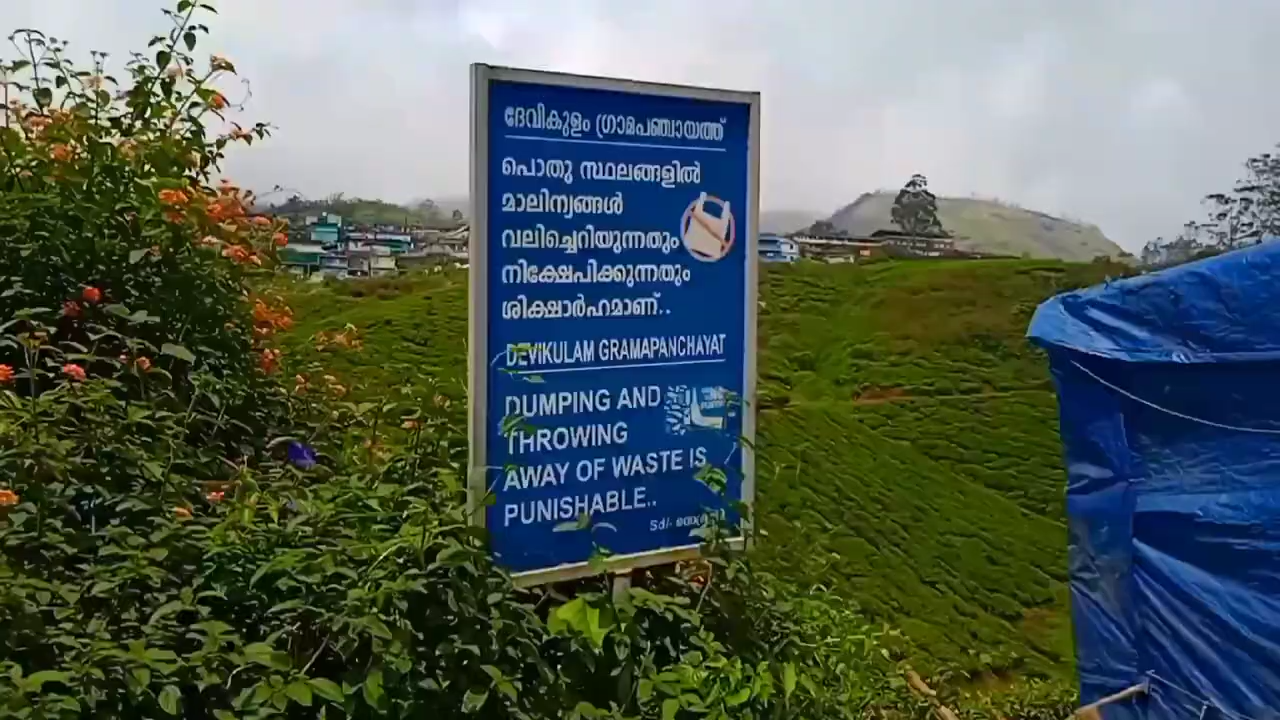 ദേവികുളം ഗ്രാമപഞ്ചായത്ത്
പൊതു സ്ഥലങ്ങളിൽ
മാലിന്യങ്ങൾ
വലിച്ചെറിയുന്നതും
നിക്ഷേപിക്കുന്നതും
ശിക്ഷാർഹമാണ്..
DEVIKULAM GRAMAPANCHAYAT
DUMPING AND
THROWING
AWAY OF WASTE IS
PUNISHABLE..
Sd/-